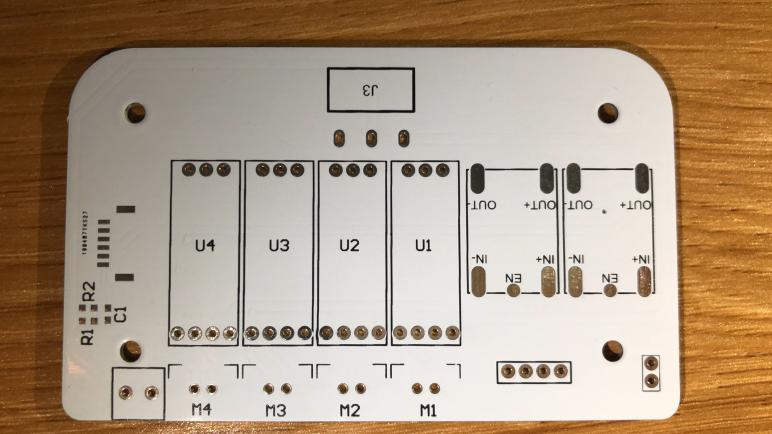 J3
U4 U3 U2 U1
OUT- OUT+ OUT- OUT+
IN- EN IN+ IN- EN IN+
R2
R1
C1
M4 M3 M2 M1